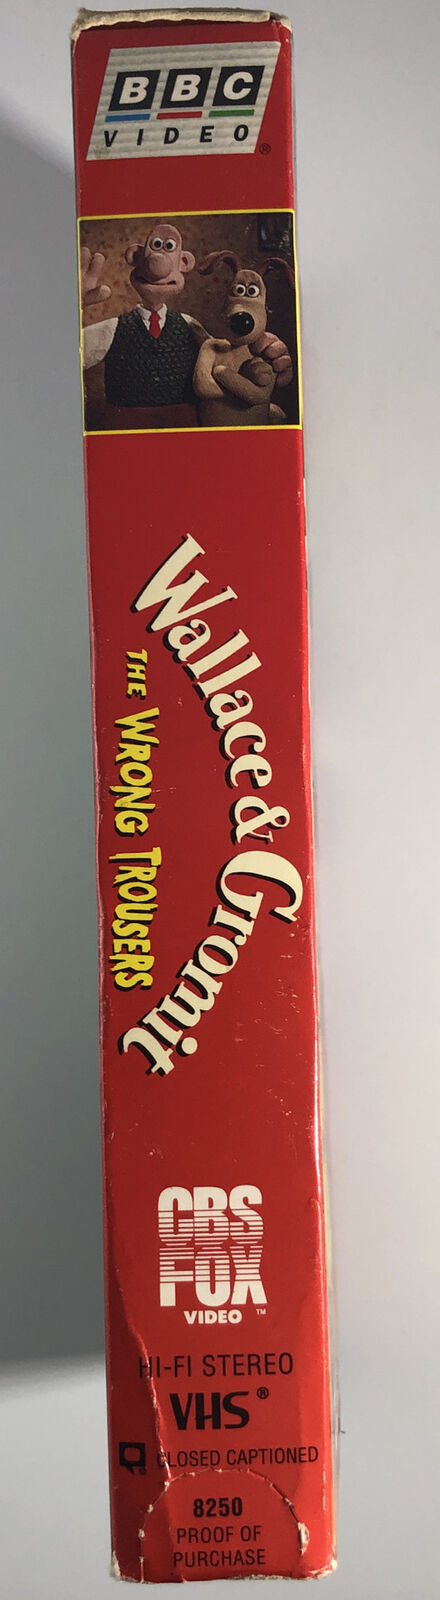 BBC
VIDEO®
Wallace & Gromit
THE WRONG TROUSERS
CBS
FOX
VIDEO ™
HI-FI STEREO
VHS®
CLOSED CAPTIONED
8250
PROOF OF
PURCHASE